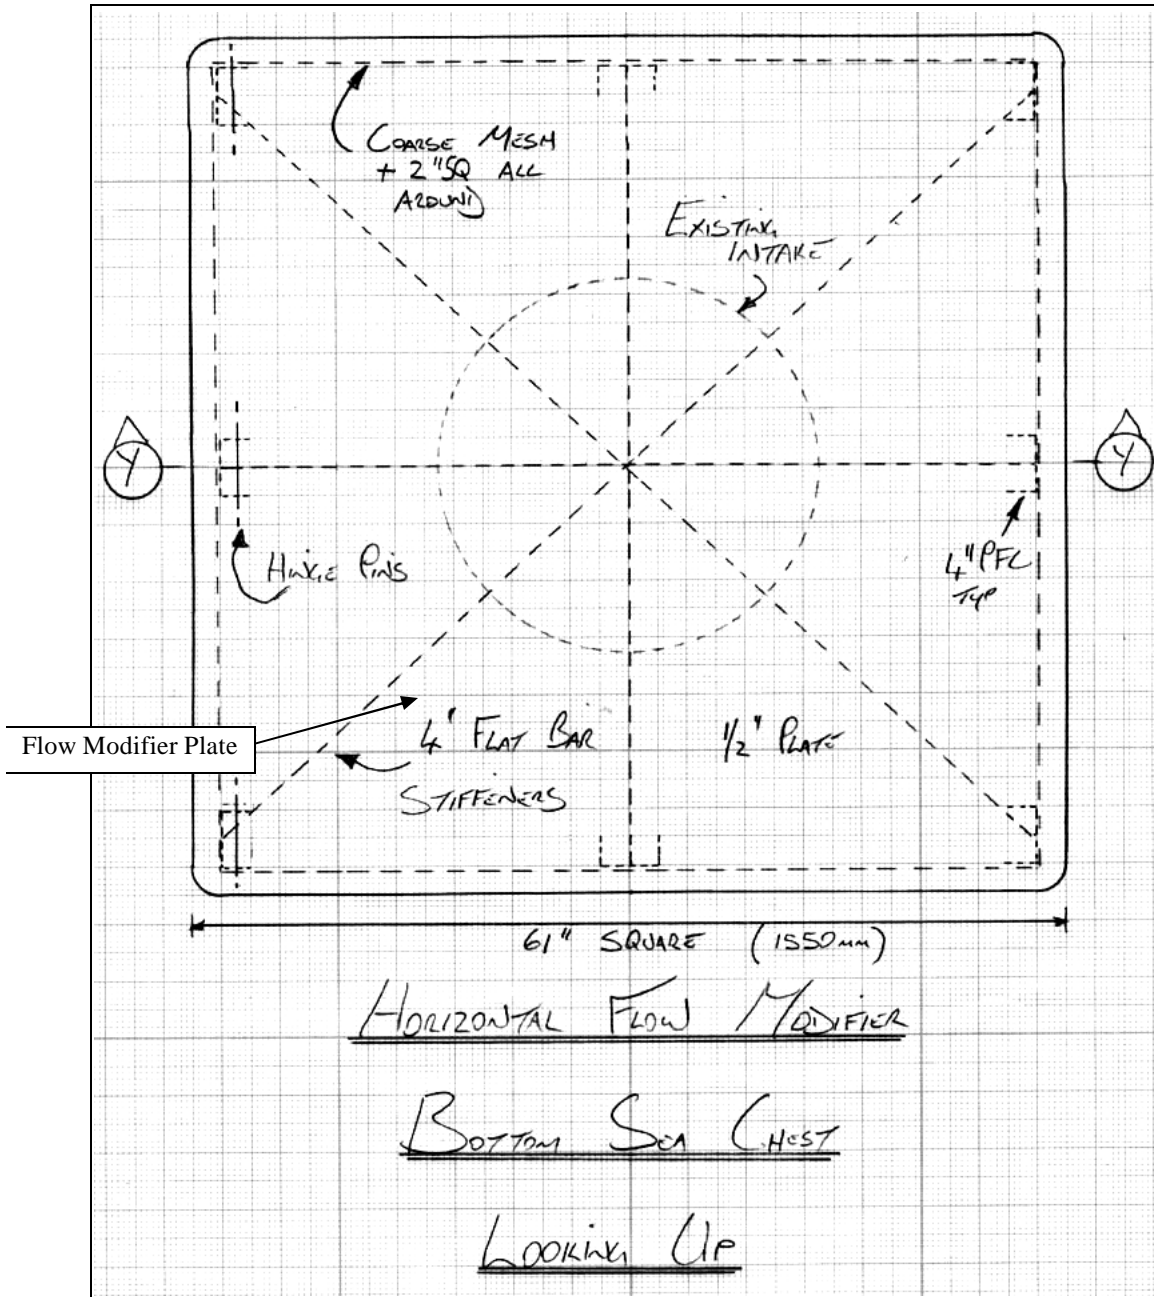 COARSE MESH
+ 2"SQ ALL
AROUND
EXISTING
INTAKE
Y
Y
HINGE PINS
4" PFC
TYP
Flow Modifier Plate
4" FLAT BAR
STIFFENERS
1/2" PLATE
61" SQUARE (1550mm)
HORIZONTAL FLOW MODIFIER
BOTTOM SEA CHEST
LOOKING UP